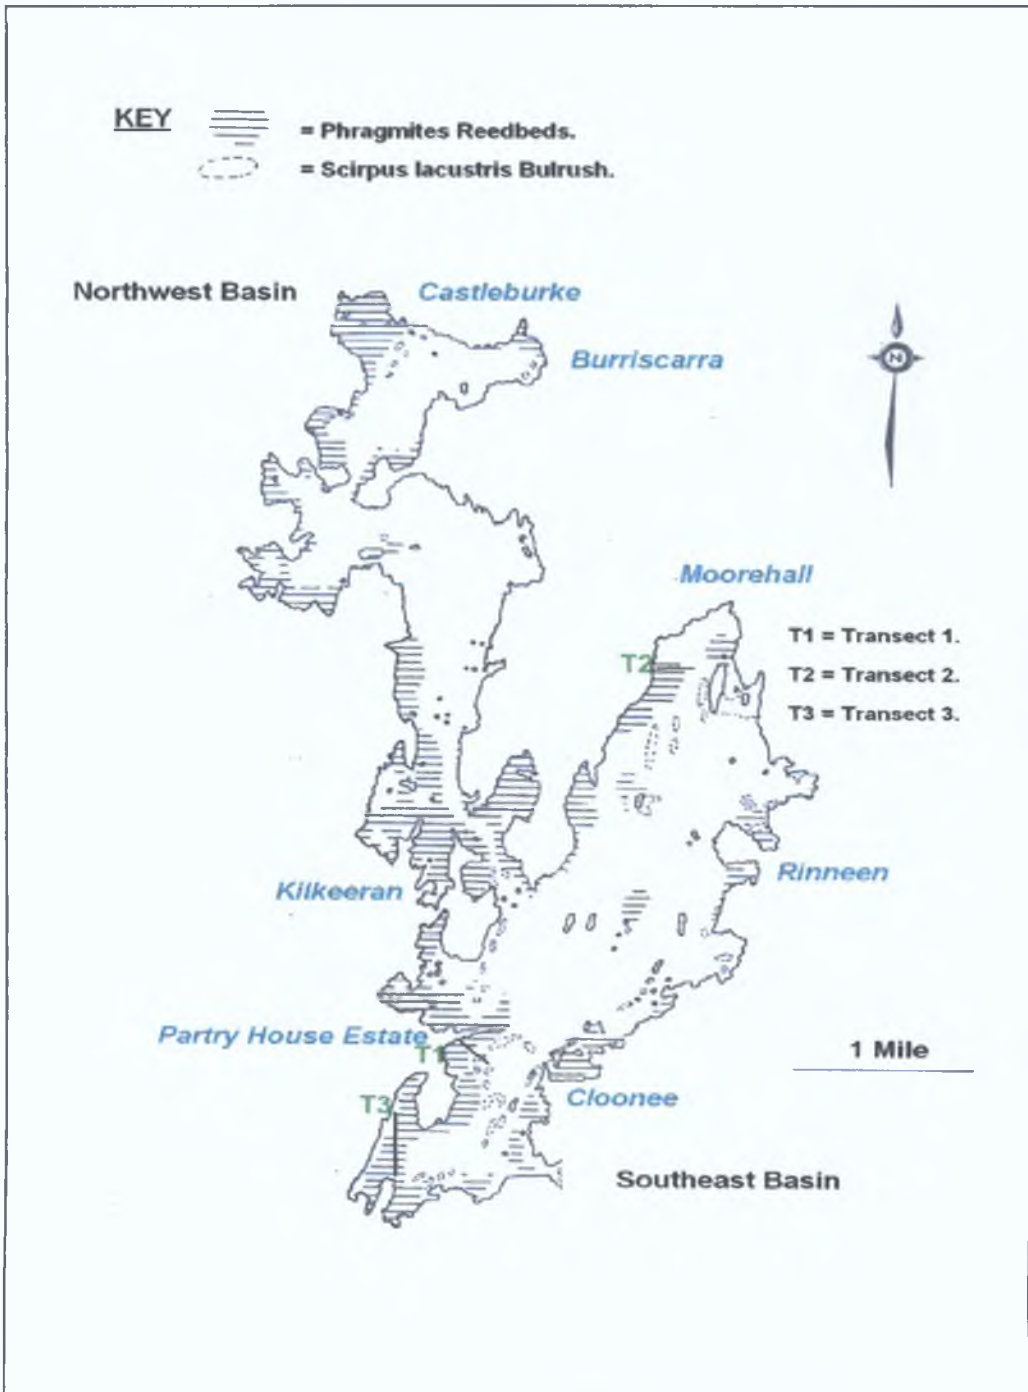 KEY
= Phragmites Reedbeds.
= Scirpus lacustris Bulrush.
Northwest Basin
Castleburke
Burriscarra
N
Moorehall
T1 = Transect 1.
T2
T2 = Transect 2.
T3 = Transect 3.
Rinneen
Kilkeeran
Partry House Estate
T1
1 Mile
Cloonee
T3
Southeast Basin